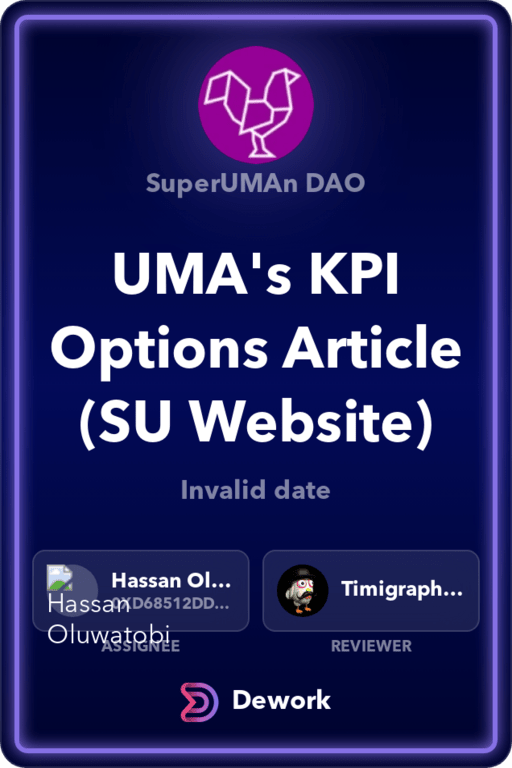 SuperUMAn DAO
UMA's KPI
Options Article
(SU Website)
Invalid date
Hassan Ol...
0XD68512DD...
Hassan
Oluwatobi
ASSIGNEE
Timigraph...
REVIEWER
Dework